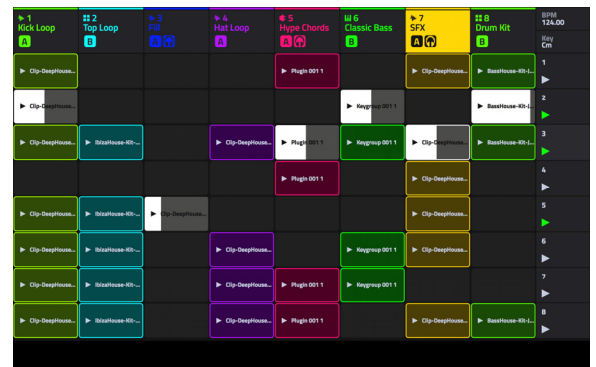 1 2 3 4 5 6 7 8 BPM
Kick Loop Top Loop Fill Hat Loop Hype Chords Classic Bass SFX Drum Kit 124.00
A B A A A B A B Key
Cm
Clip-DeepHouse... Plugin 001 1 Clip-DeepHouse... BassHouse-Kit-J... 1
Clip-DeepHouse... Keygroup 001 1 BassHouse-Kit-J... 2
Clip-DeepHouse... IbizaHouse-Kit-... Clip-DeepHouse... Plugin 001 1 Keygroup 001 1 Clip-DeepHouse... BassHouse-Kit-J... 3
Plugin 001 1 Clip-DeepHouse... 4
Clip-DeepHouse... IbizaHouse-Kit-... Clip-DeepHouse... Clip-DeepHouse... 5
Clip-DeepHouse... IbizaHouse-Kit-... Clip-DeepHouse... Keygroup 001 1 Clip-DeepHouse... 6
Clip-DeepHouse... IbizaHouse-Kit-... Clip-DeepHouse... Plugin 001 1 Keygroup 001 1 7
Clip-DeepHouse... IbizaHouse-Kit-... Clip-DeepHouse... Plugin 001 1 Clip-DeepHouse... BassHouse-Kit-J... 8